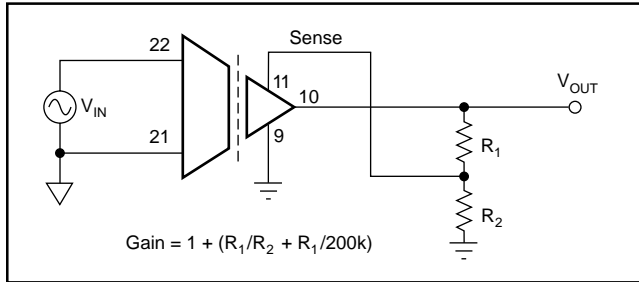 Sense
22
11
10
V_OUT
V_IN
21
9
R_1
R_2
Gain = 1 + (R_1/R_2 + R_1/200k)